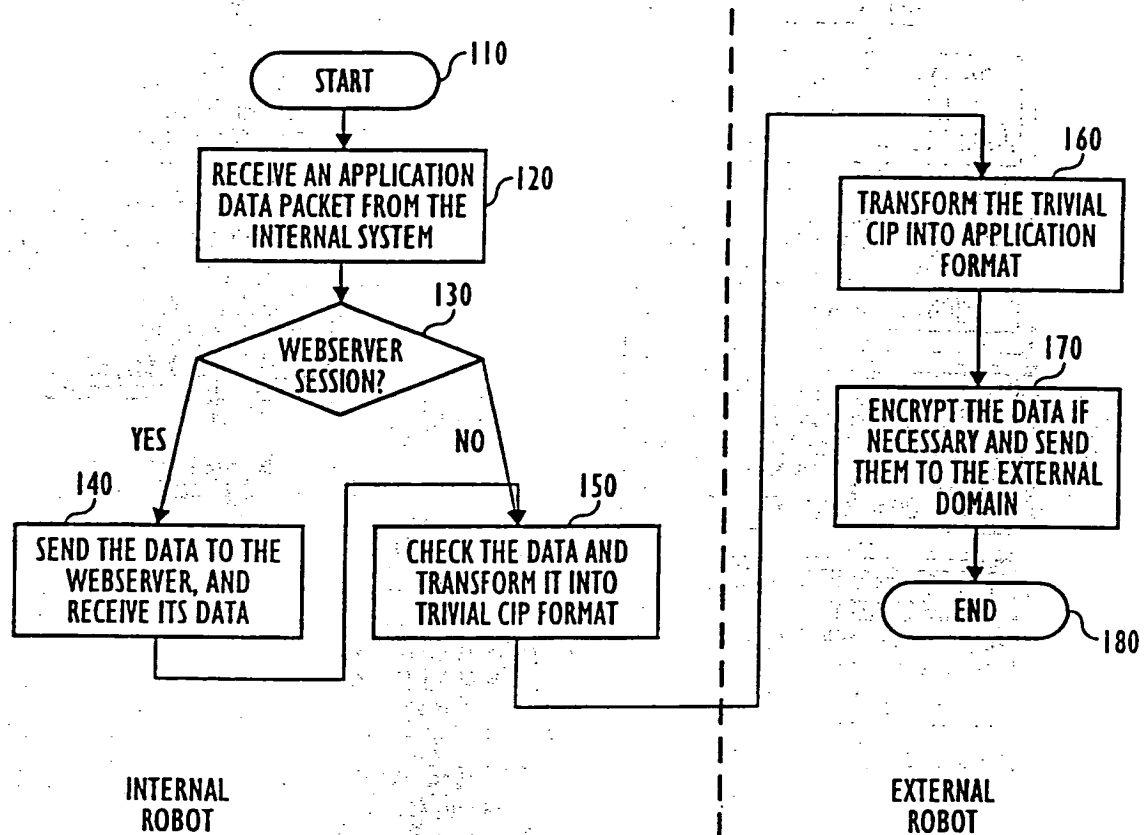 START
110
RECEIVE AN APPLICATION
DATA PACKET FROM THE
INTERNAL SYSTEM
120
130
WEBSERVER
SESSION?
YES
NO
140
SEND THE DATA TO THE
WEBSERVER, AND
RECEIVE ITS DATA
150
CHECK THE DATA AND
TRANSFORM IT INTO
TRIVIAL CIP FORMAT
160
TRANSFORM THE TRIVIAL
CIP INTO APPLICATION
FORMAT
170
ENCRYPT THE DATA IF
NECESSARY AND SEND
THEM TO THE EXTERNAL
DOMAIN
END
180
INTERNAL
ROBOT
EXTERNAL
ROBOT